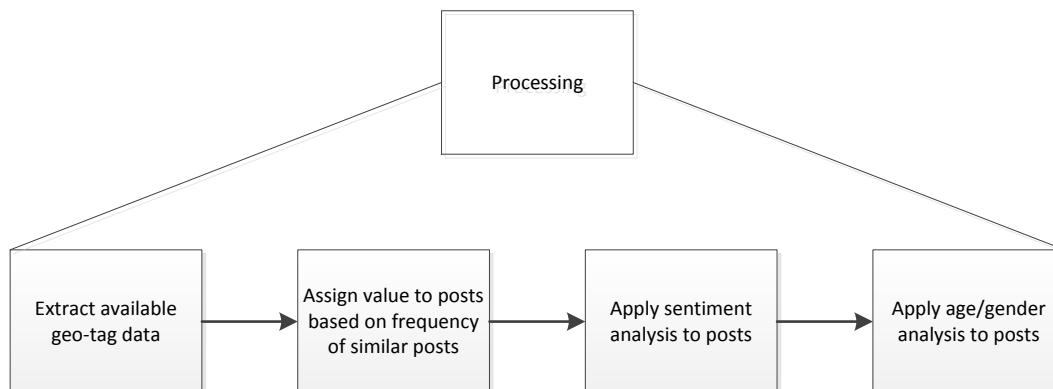 Processing
Extract available
geo-tag data
Assign value to posts
based on frequency
of similar posts
Apply sentiment
analysis to posts
Apply age/gender
analysis to posts